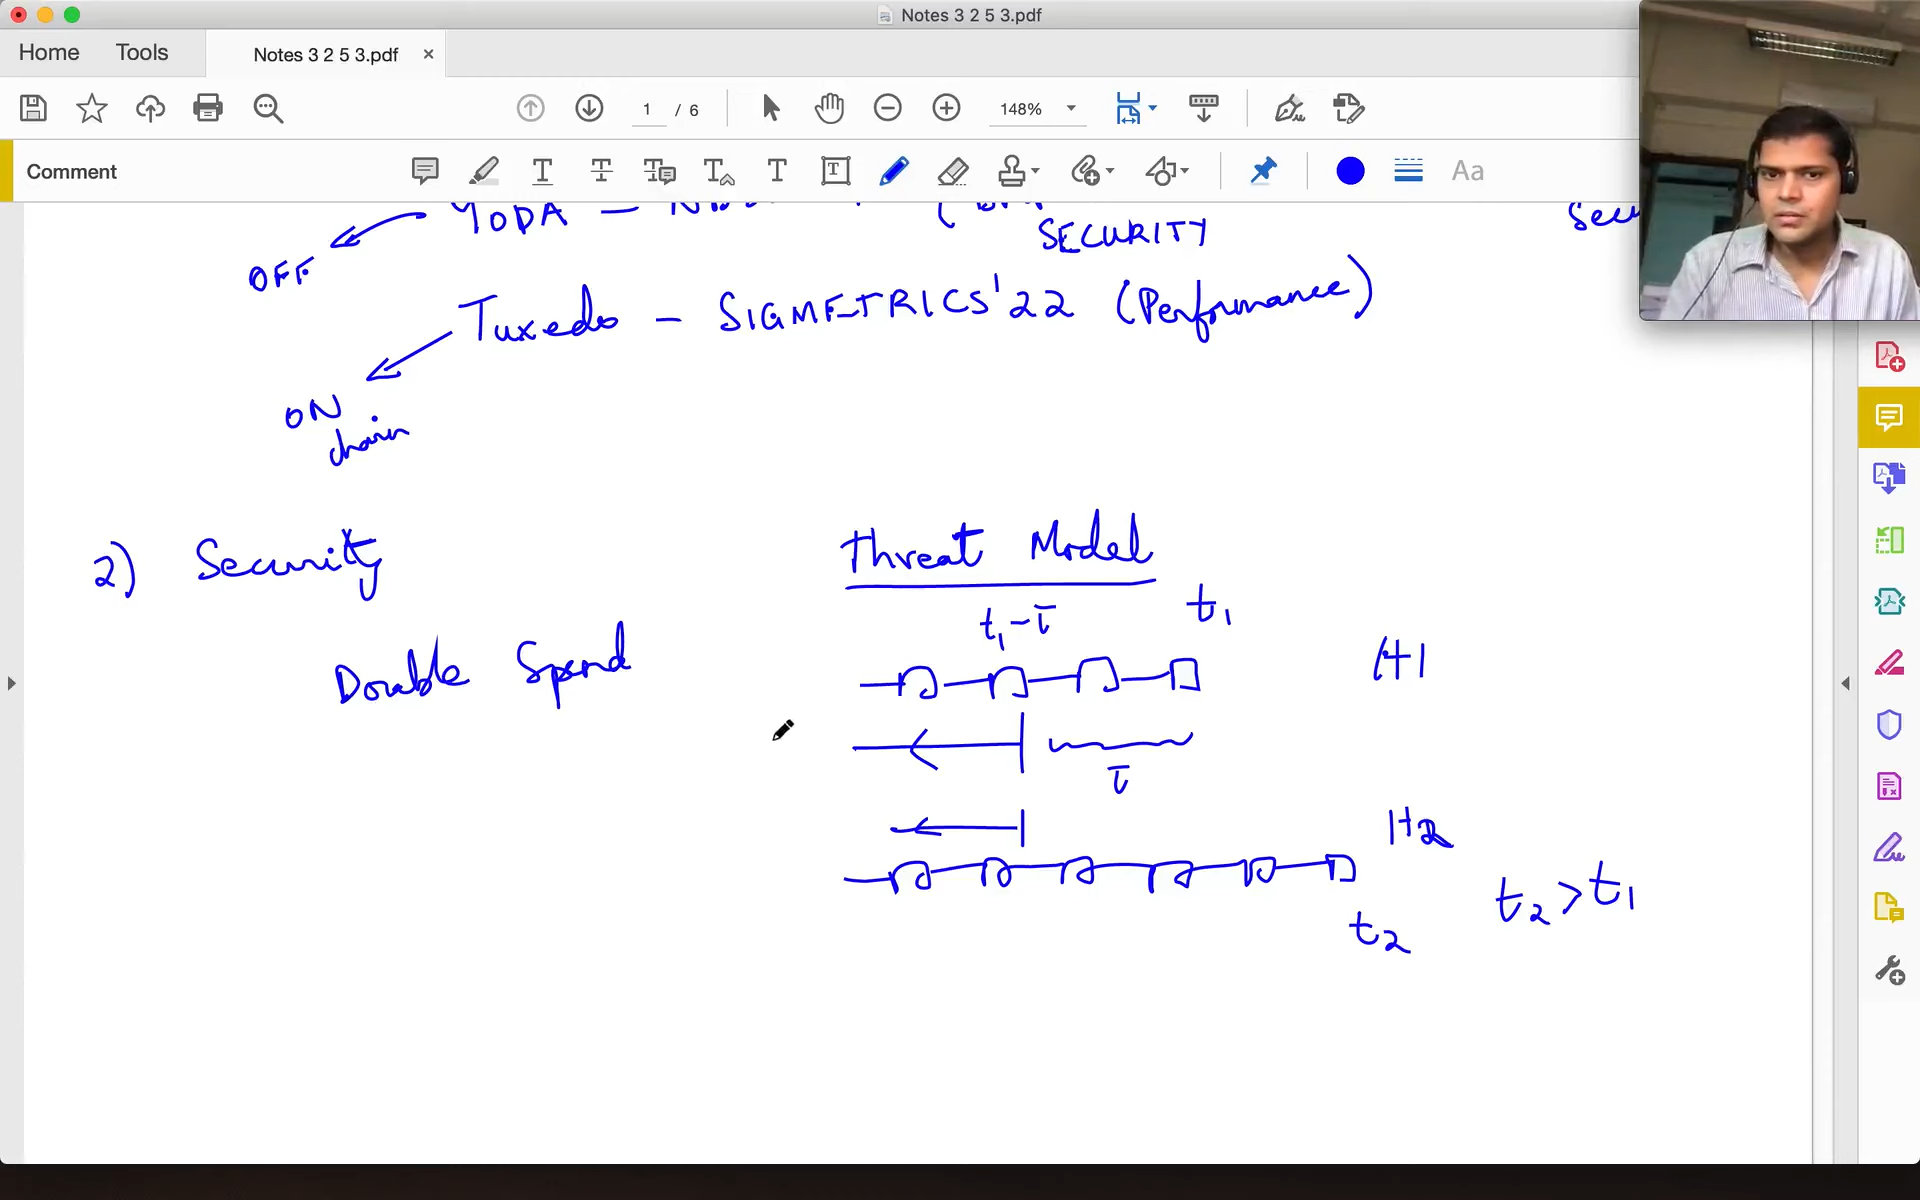 Notes 3 2 5 3.pdf
Home Tools Notes 3 2 5 3.pdf ×
1 / 6 148%
Comment Aa
YODA –
SECURITY
OFF
Tuxedo – SIGMETRICS'22 (Performance)
ON
chain
2) Security Threat Model
t₁-τ t₁
Double Spend H1
τ
H2
t₂ > t₁
t₂